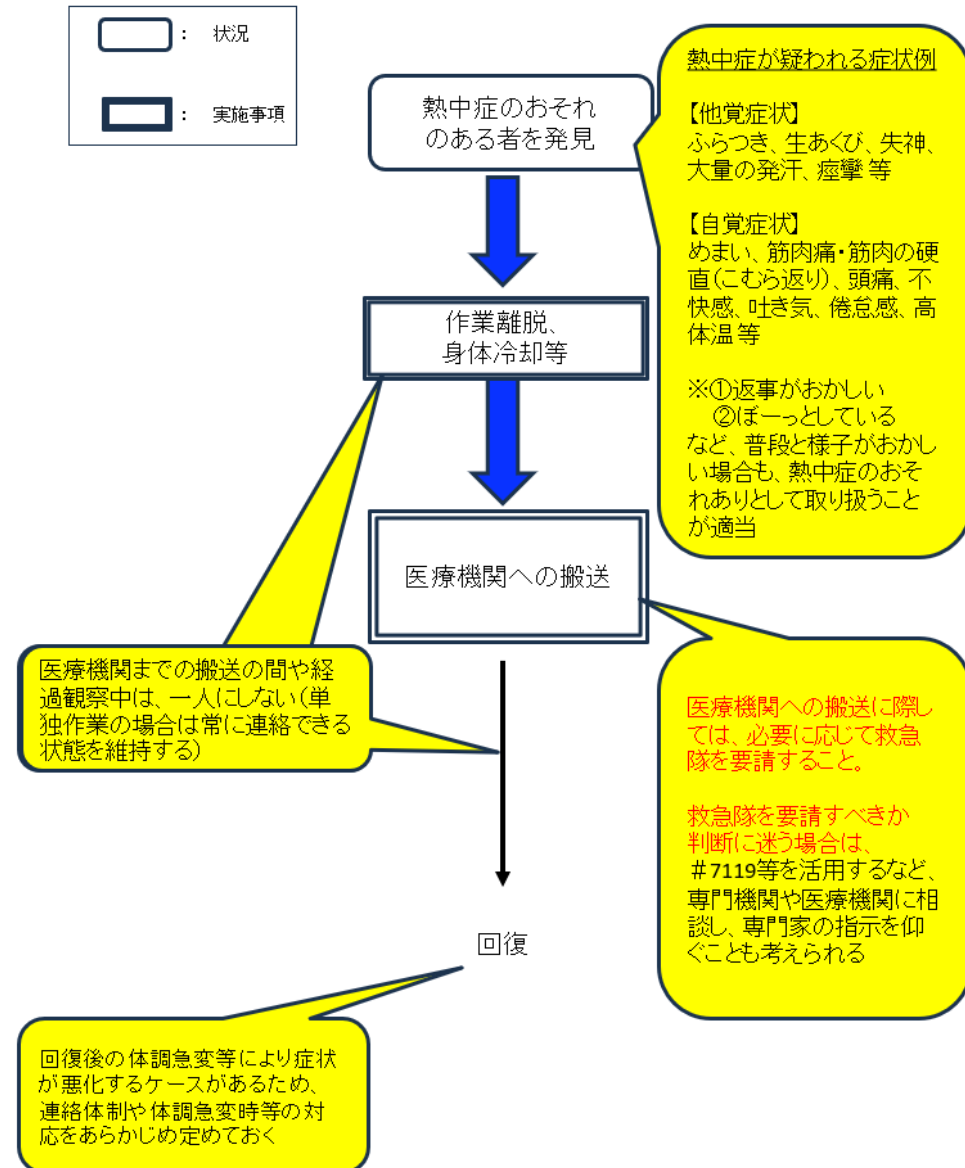 ： 状況
： 実施事項
熱中症のおそれ
のある者を発見
熱中症が疑われる症状例
【他覚症状】
ふらつき、生あくび、失神、
大量の発汗、痙攣 等
【自覚症状】
めまい、筋肉痛・筋肉の硬
直（こむら返り）、頭痛、不
快感、吐き気、倦怠感、高
体温 等
※①返事がおかしい
②ぼーっとしている
など、普段と様子がおかし
い場合も、熱中症のおそ
れありとして取り扱うこと
が適当
作業離脱、
身体冷却等
医療機関への搬送
医療機関までの搬送の間や経
過観察中は、一人にしない（単
独作業の場合は常に連絡できる
状態を維持する）
医療機関への搬送に際し
ては、必要に応じて救急
隊を要請すること。
救急隊を要請すべきか
判断に迷う場合は、
＃7119等を活用するなど、
専門機関や医療機関に相
談し、専門家の指示を仰
ぐことも考えられる
回復
回復後の体調急変等により症状
が悪化するケースがあるため、
連絡体制や体調急変時等の対
応をあらかじめ定めておく